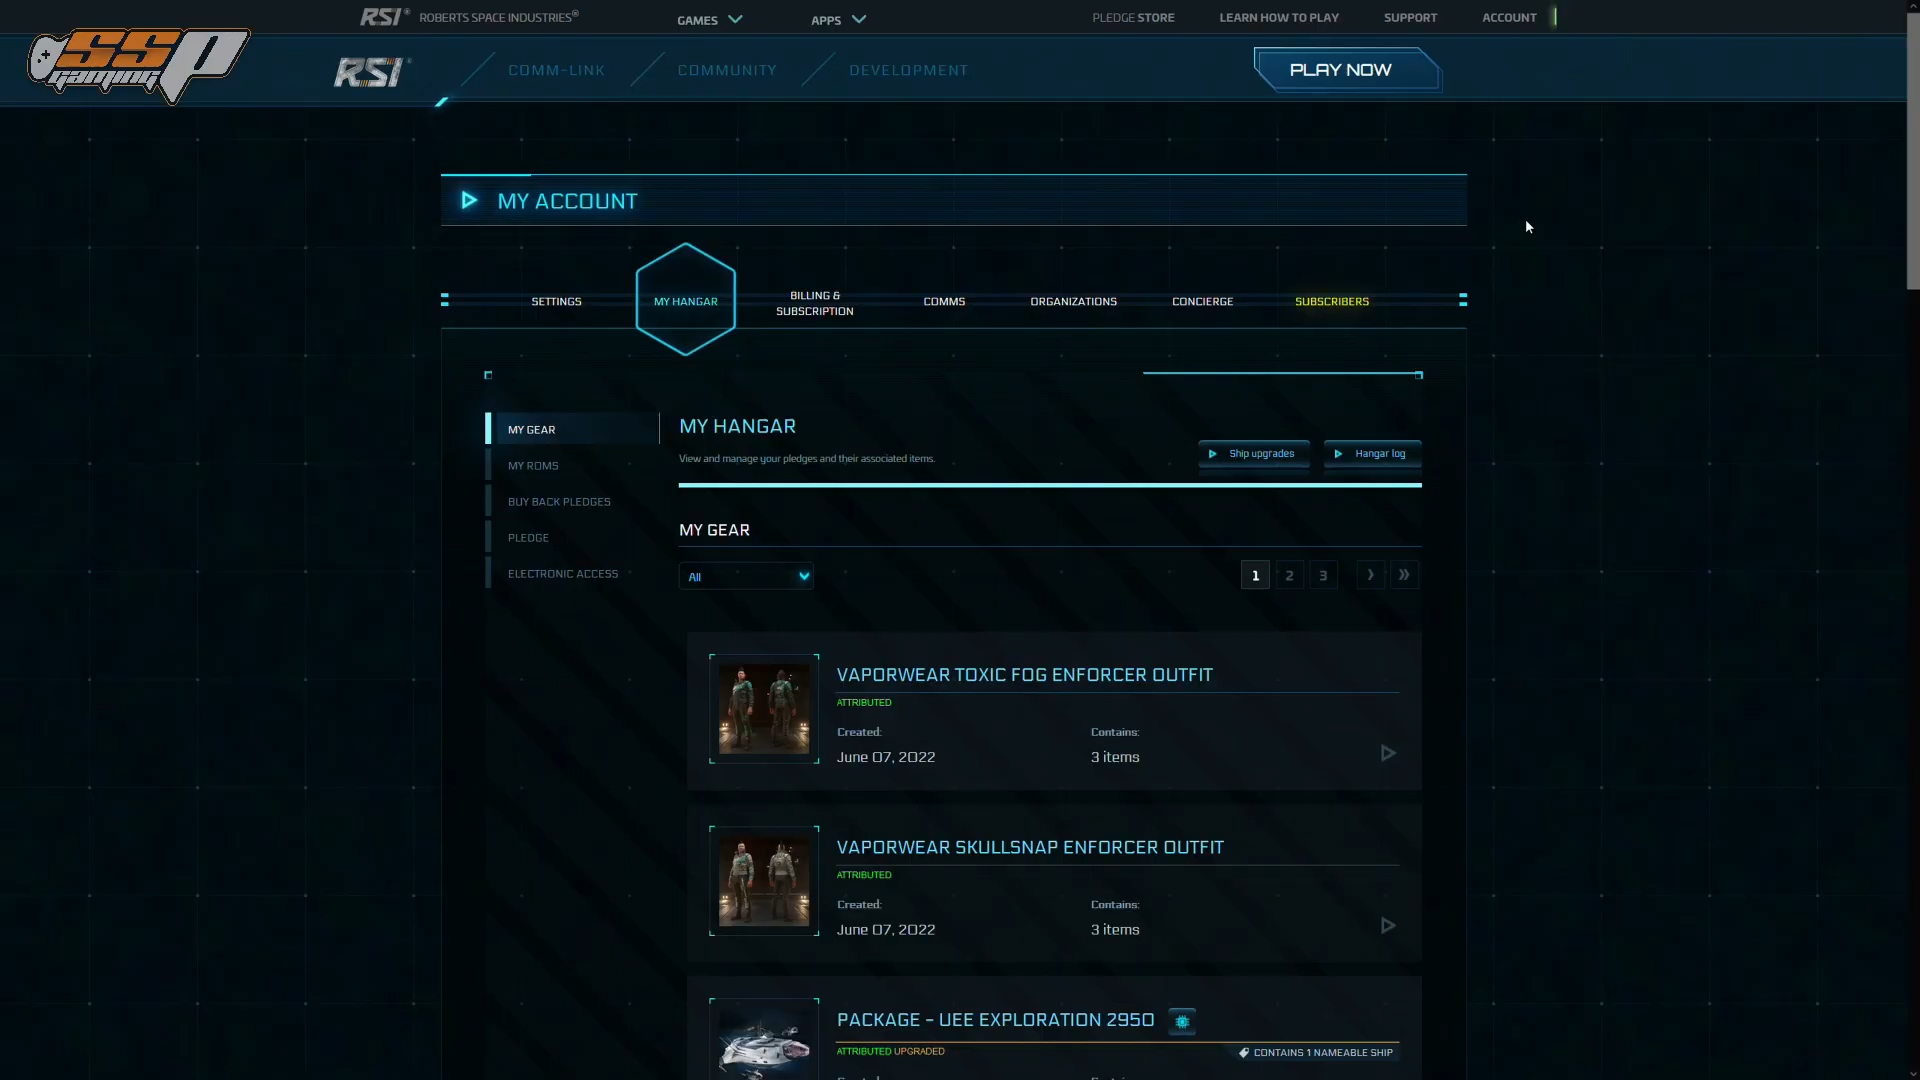 RSI® ROBERTS SPACE INDUSTRIES®
GAMES
APPS
PLEDGE STORE
LEARN HOW TO PLAY
SUPPORT
ACCOUNT
SSP
gaming
RSI
COMM-LINK
COMMUNITY
DEVELOPMENT
PLAY NOW
MY ACCOUNT
SETTINGS
MY HANGAR
BILLING &
SUBSCRIPTION
COMMS
ORGANIZATIONS
CONCIERGE
SUBSCRIBERS
MY GEAR
MY ROMS
BUY BACK PLEDGES
PLEDGE
ELECTRONIC ACCESS
MY HANGAR
View and manage your pledges and their associated items.
Ship upgrades
Hangar log
MY GEAR
All
1 2 3 › »
VAPORWEAR TOXIC FOG ENFORCER OUTFIT
ATTRIBUTED
Created: Contains:
June 07, 2022 3 items
VAPORWEAR SKULLSNAP ENFORCER OUTFIT
ATTRIBUTED
Created: Contains:
June 07, 2022 3 items
PACKAGE - UEE EXPLORATION 2950
ATTRIBUTED UPGRADED
CONTAINS 1 NAMEABLE SHIP